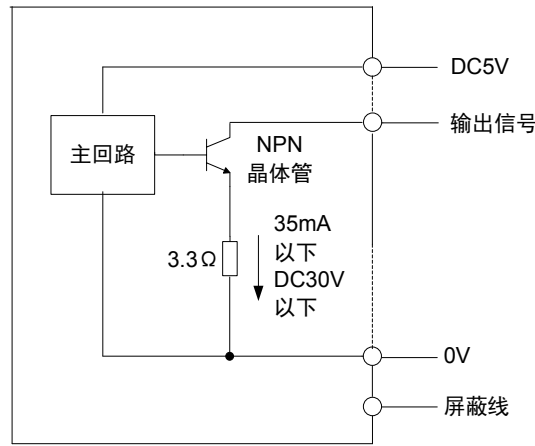 DC5V
输出信号
主回路
NPN
晶体管
35mA
以下
DC30V
以下
3.3Ω
0V
屏蔽线